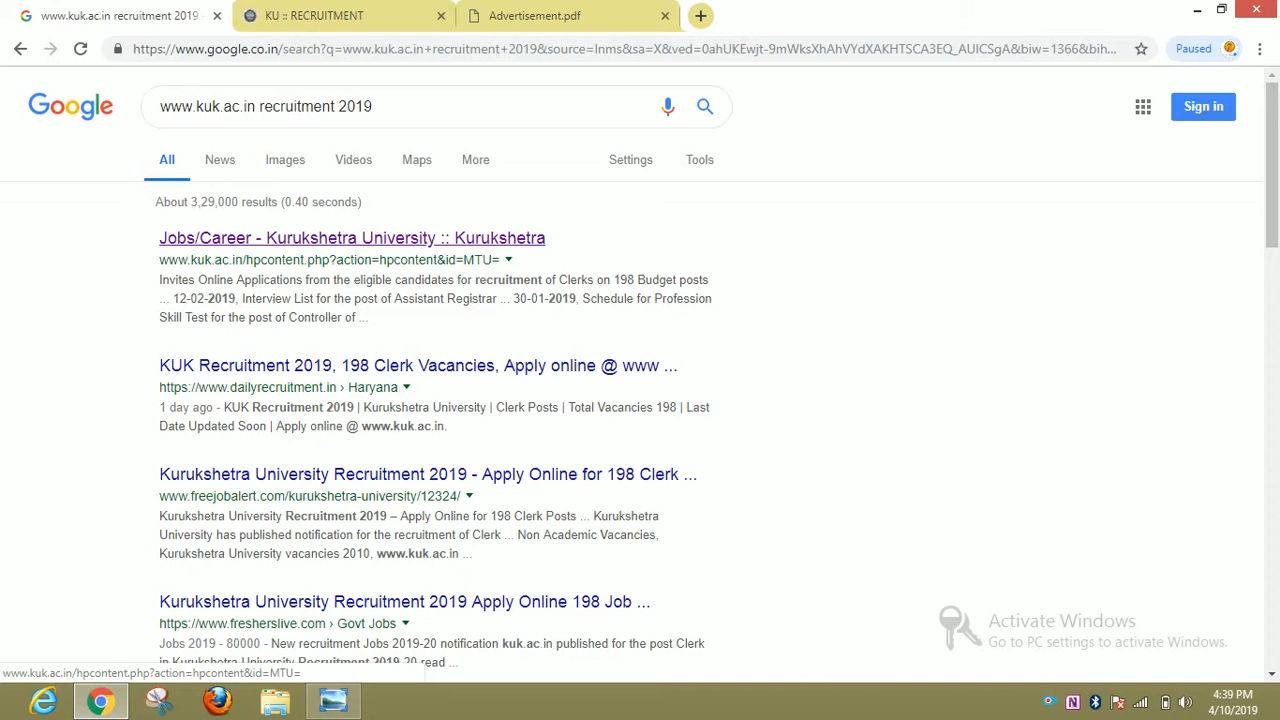 www.kuk.ac.in recruitment 2019 -
KU :: RECRUITMENT
Advertisement.pdf
https://www.google.co.in/search?q=www.kuk.ac.in+recruitment+2019&source=lnms&sa=X&ved=0ahUKEwjt-9mWksXhAhVYdXAKHTSCA3EQ_AUICSgA&biw=1366&bih...
Paused
Google
www.kuk.ac.in recruitment 2019
Sign in
All News Images Videos Maps More Settings Tools
About 3,29,000 results (0.40 seconds)
Jobs/Career - Kurukshetra University :: Kurukshetra
www.kuk.ac.in/hpcontent.php?action=hpcontent&id=MTU=
Invites Online Applications from the eligible candidates for recruitment of Clerks on 198 Budget posts
... 12-02-2019, Interview List for the post of Assistant Registrar ... 30-01-2019, Schedule for Profession
Skill Test for the post of Controller of ...
KUK Recruitment 2019, 198 Clerk Vacancies, Apply online @ www ...
https://www.dailyrecruitment.in › Haryana
1 day ago - KUK Recruitment 2019 | Kurukshetra University | Clerk Posts | Total Vacancies 198 | Last
Date Updated Soon | Apply online @ www.kuk.ac.in.
Kurukshetra University Recruitment 2019 - Apply Online for 198 Clerk ...
www.freejobalert.com/kurukshetra-university/12324/
Kurukshetra University Recruitment 2019 – Apply Online for 198 Clerk Posts ... Kurukshetra
University has published notification for the recruitment of Clerk ... Non Academic Vacancies,
Kurukshetra University vacancies 2010, www.kuk.ac.in ...
Kurukshetra University Recruitment 2019 Apply Online 198 Job ...
https://www.fresherslive.com › Govt Jobs
Jobs 2019 - 80000 - New recruitment Jobs 2019-20 notification kuk.ac.in published for the post Clerk
in Kurukshetra University Recruitment 2019-20 read ...
Activate Windows
Go to PC settings to activate Windows.
www.kuk.ac.in/hpcontent.php?action=hpcontent&id=MTU=
4:39 PM
4/10/2019